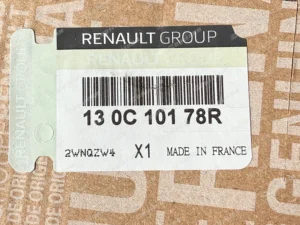 RENAULT GROUP
13 0C 101 78R
2WNQZW4 X1 MADE IN FRANCE